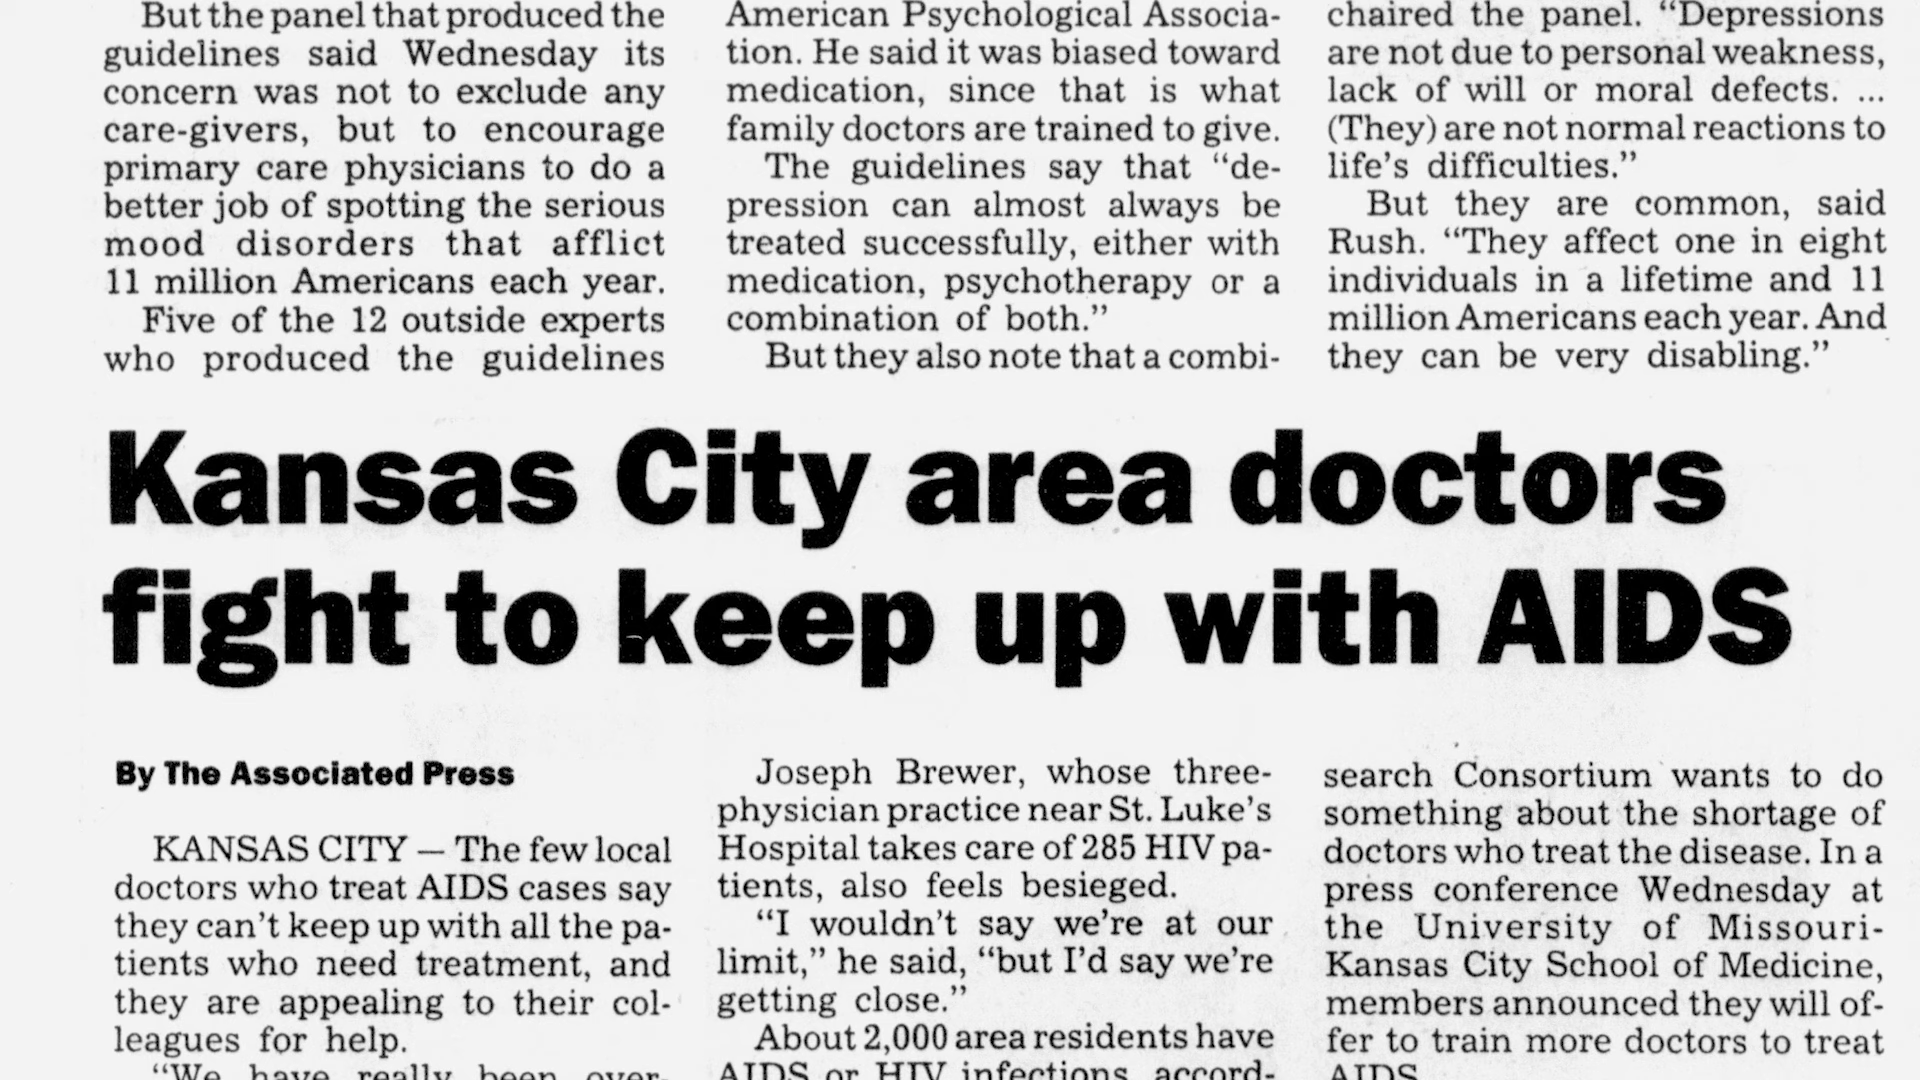 But the panel that produced the
guidelines said Wednesday its
concern was not to exclude any
care-givers, but to encourage
primary care physicians to do a
better job of spotting the serious
mood disorders that afflict
11 million Americans each year.
Five of the 12 outside experts
who produced the guidelines
American Psychological Associa-
tion. He said it was biased toward
medication, since that is what
family doctors are trained to give.
The guidelines say that “de-
pression can almost always be
treated successfully, either with
medication, psychotherapy or a
combination of both.”
But they also note that a combi-
chaired the panel. “Depressions
are not due to personal weakness,
lack of will or moral defects. ...
(They) are not normal reactions to
life’s difficulties.”
But they are common, said
Rush. “They affect one in eight
individuals in a lifetime and 11
million Americans each year. And
they can be very disabling.”
Kansas City area doctors
fight to keep up with AIDS
By The Associated Press
KANSAS CITY — The few local
doctors who treat AIDS cases say
they can’t keep up with all the pa-
tients who need treatment, and
they are appealing to their col-
leagues for help.
“We have really been over-
Joseph Brewer, whose three-
physician practice near St. Luke’s
Hospital takes care of 285 HIV pa-
tients, also feels besieged.
“I wouldn’t say we’re at our
limit,” he said, “but I’d say we’re
getting close.”
About 2,000 area residents have
AIDS or HIV infections, accord-
search Consortium wants to do
something about the shortage of
doctors who treat the disease. In a
press conference Wednesday at
the University of Missouri-
Kansas City School of Medicine,
members announced they will of-
fer to train more doctors to treat
AIDS.